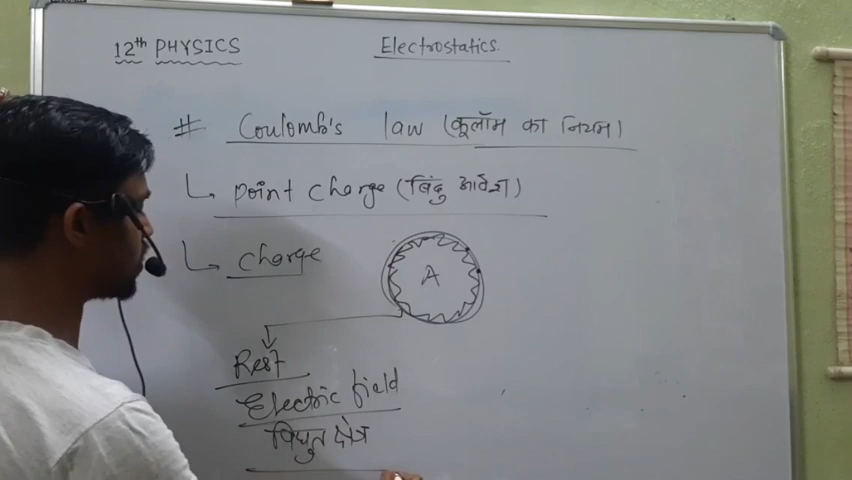 12th PHYSICS Electrostatics.
# Coulomb's law (कूलॉम का नियम)
point charge (बिंदु आवेश)
charge
A
Rest
Electric field
विघुत क्षेत्र